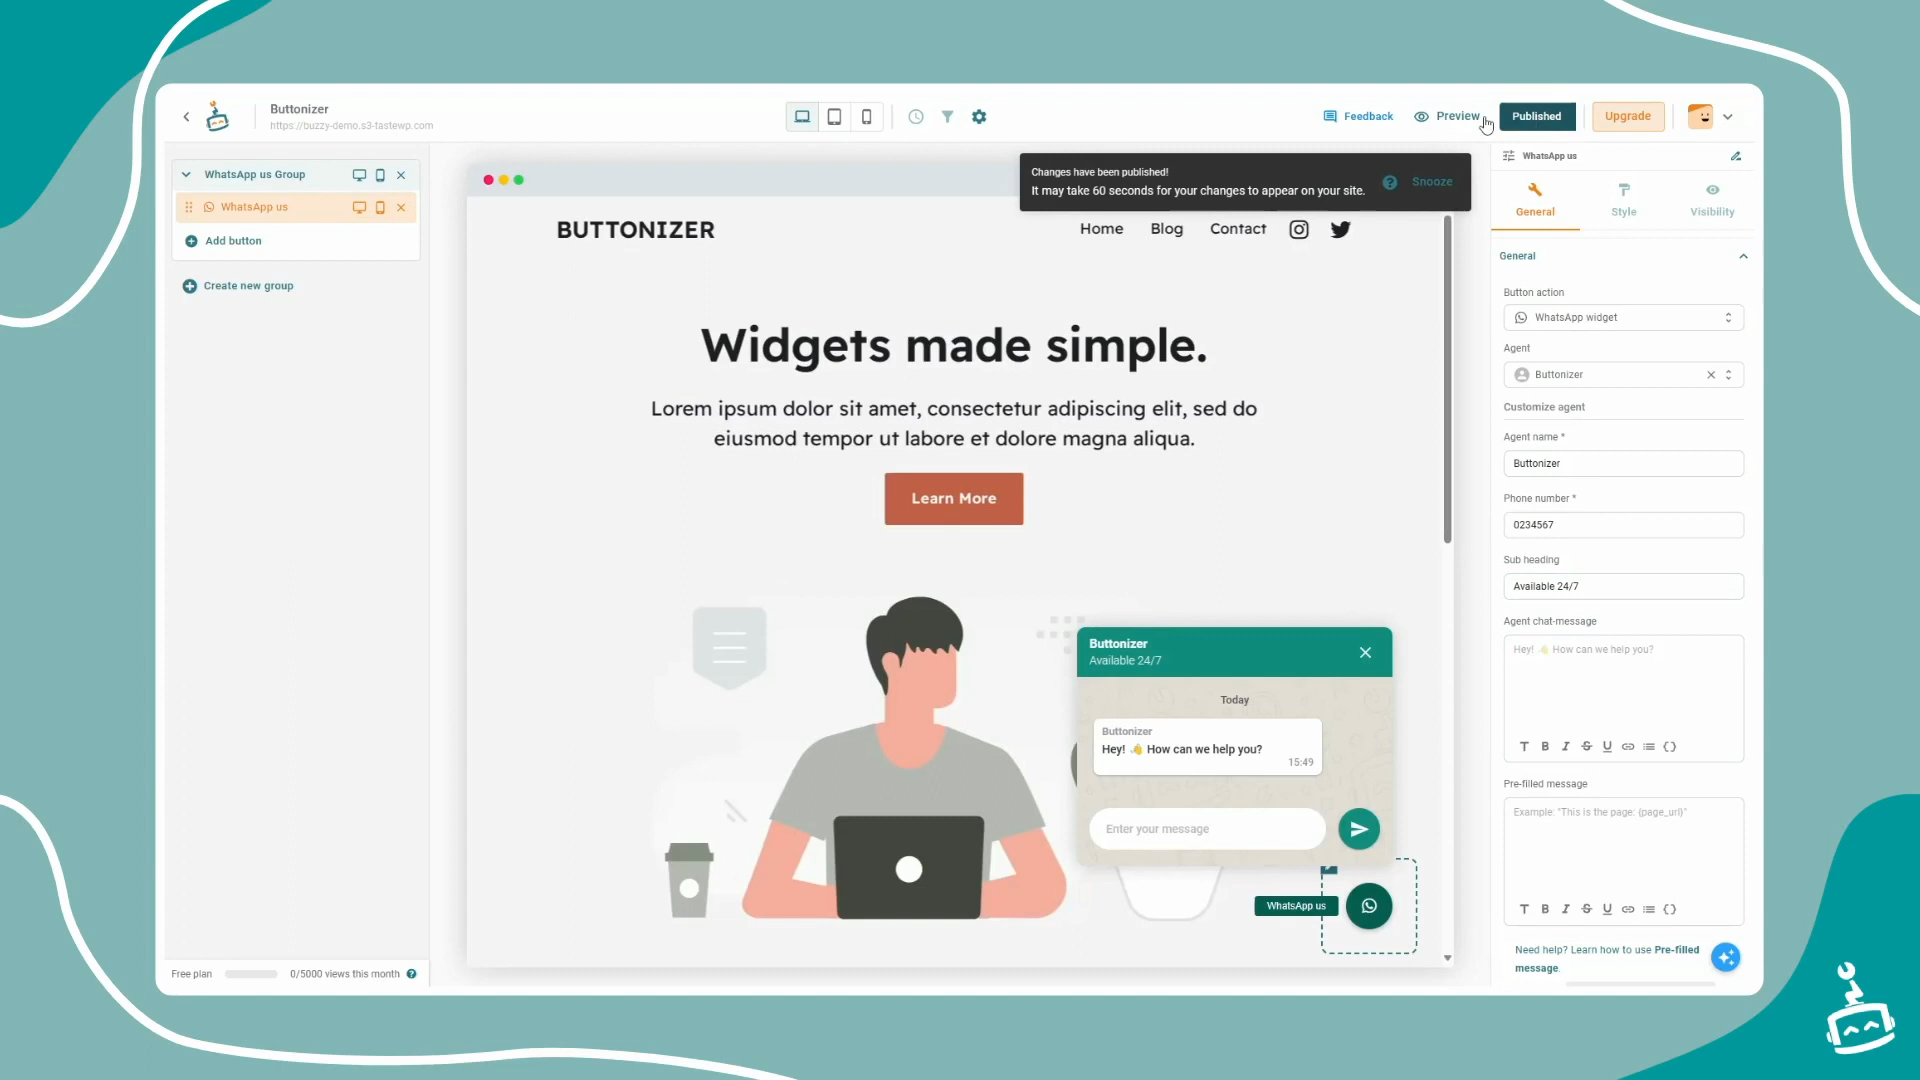 Buttonizer
https://buzzy-demo.s3-tastewp.com
Feedback
Preview
Published
Upgrade
WhatsApp us Group
WhatsApp us
Add button
Create new group
Free plan
0/5000 views this month
Changes have been published!
It may take 60 seconds for your changes to appear on your site.
Snooze
BUTTONIZER
Home
Blog
Contact
Widgets made simple.
Lorem ipsum dolor sit amet, consectetur adipiscing elit, sed do
eiusmod tempor ut labore et dolore magna aliqua.
Learn More
Buttonizer
Available 24/7
Today
Buttonizer
Hey! 👋 How can we help you?
15:49
Enter your message
WhatsApp us
WhatsApp us
General
Style
Visibility
General
Button action
WhatsApp widget
Agent
Buttonizer
Customize agent
Agent name *
Buttonizer
Phone number *
0234567
Sub heading
Available 24/7
Agent chat-message
Hey! 👋 How can we help you?
Pre-filled message
Example: "This is the page: {page_url}"
Need help? Learn how to use Pre-filled
message.